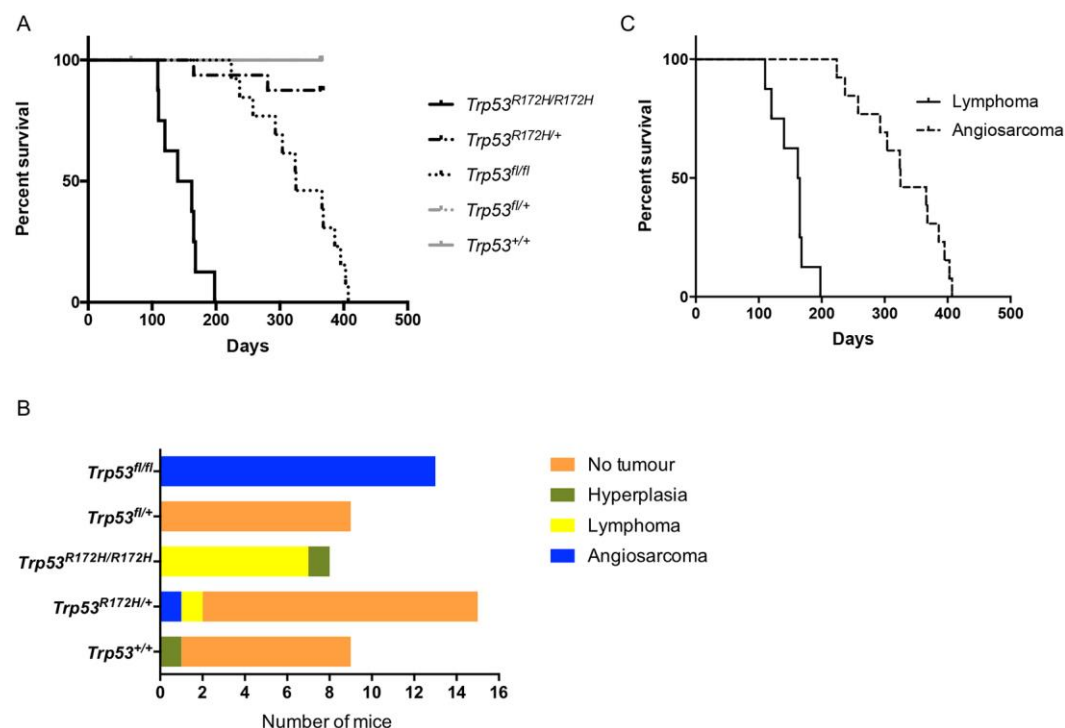 A
100
50
0
Percent survival
0 100 200 300 400 500
Days
Trp53R172H/R172H
Trp53R172H/+
Trp53fl/fl
Trp53fl/+
Trp53+/+
C
100
50
0
Percent survival
0 100 200 300 400 500
Days
Lymphoma
Angiosarcoma
B
Trp53fl/fl
Trp53fl/+
Trp53R172H/R172H
Trp53R172H/+
Trp53+/+
0 2 4 6 8 10 12 14 16
Number of mice
No tumour
Hyperplasia
Lymphoma
Angiosarcoma